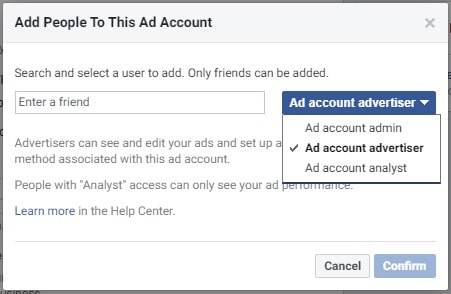 Add People To This Ad Account
Search and select a user to add. Only friends can be added.
Enter a friend
Ad account advertiser
Ad account admin
✓ Ad account advertiser
Ad account analyst
Advertisers can see and edit your ads and set up a
method associated with this ad account.
People with "Analyst" access can only see your ad performance.
Learn more in the Help Center.
Cancel
Confirm